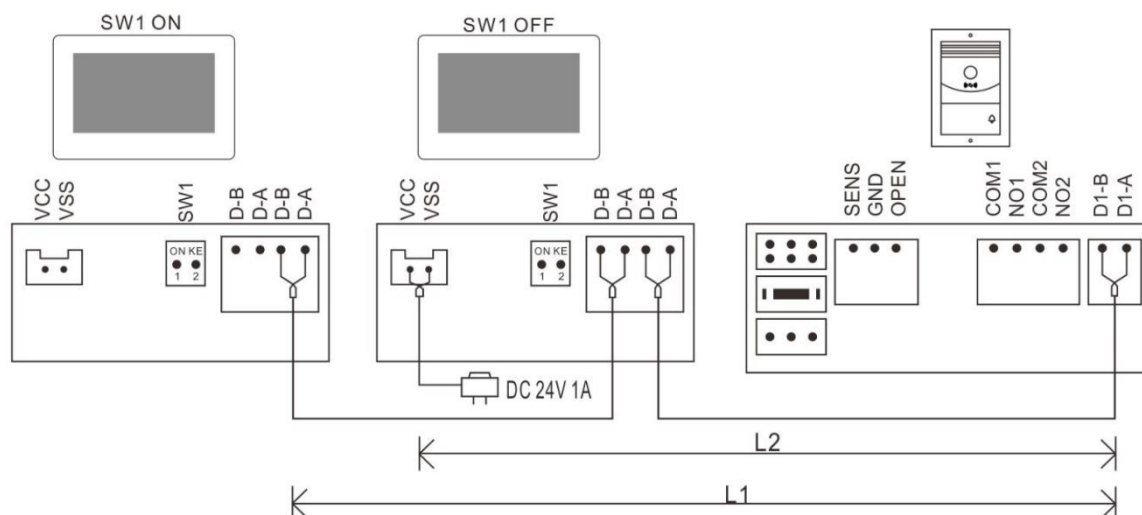 SW1 ON
SW1 OFF
VCC
VSS
SW1
D-B
D-A
D-B
D-A
VCC
VSS
SW1
D-B
D-A
D-B
D-A
SENS
GND
OPEN
COM1
NO1
COM2
NO2
D1-B
D1-A
ON KE
1 2
ON KE
1 2
DC 24V 1A
L2
L1